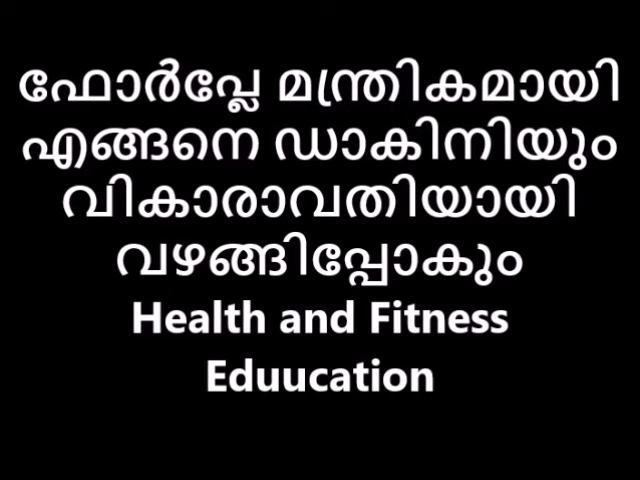 ഫോർപ്ലേ മന്ത്രികമായി
എങ്ങനെ ഡാകിനിയും
വികാരാവതിയായി
വഴങ്ങിപ്പോകും
Health and Fitness
Eduucation